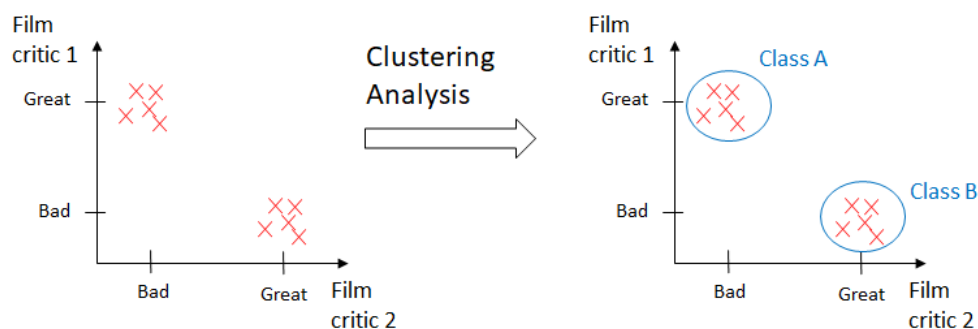 Film
critic 1
Great
Bad
Bad
Great
Film
critic 2
Clustering
Analysis
Film
critic 1
Class A
Great
Class B
Bad
Bad
Great
Film
critic 2